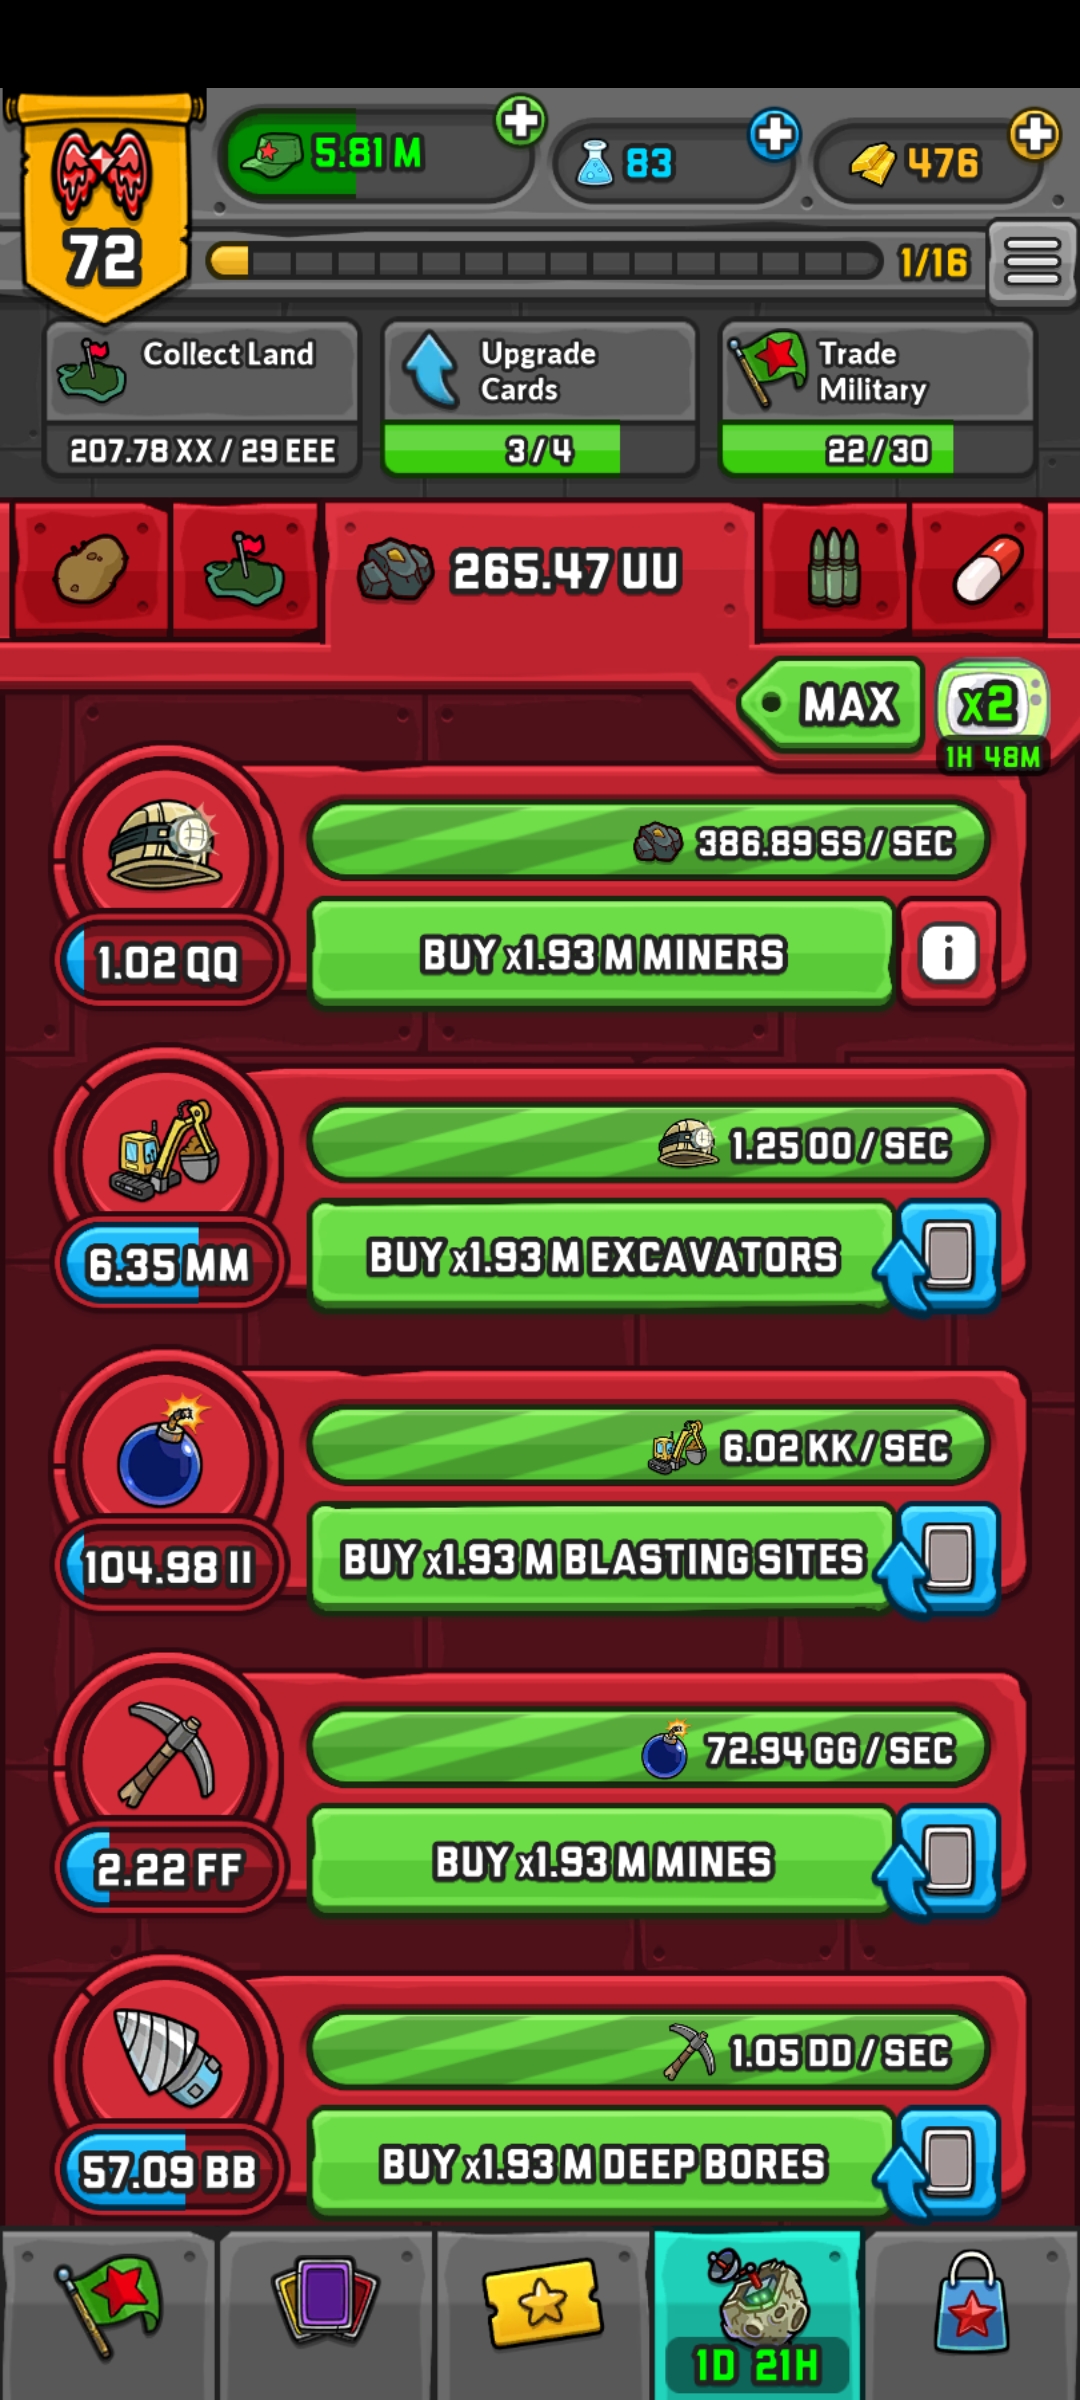 72
5.81 M
83
476
1/16
Collect Land
207.78 XX / 29 EEE
Upgrade
Cards
3/4
Trade
Military
22/30
265.47 UU
MAX
x2
1H 48M
386.89 SS / SEC
1.02 QQ
BUY x1.93 M MINERS
i
1.25 OO / SEC
6.35 MM
BUY x1.93 M EXCAVATORS
6.02 KK / SEC
104.98 II
BUY x1.93 M BLASTING SITES
72.94 GG / SEC
2.22 FF
BUY x1.93 M MINES
1.05 DD / SEC
57.09 BB
BUY x1.93 M DEEP BORES
1D 21H